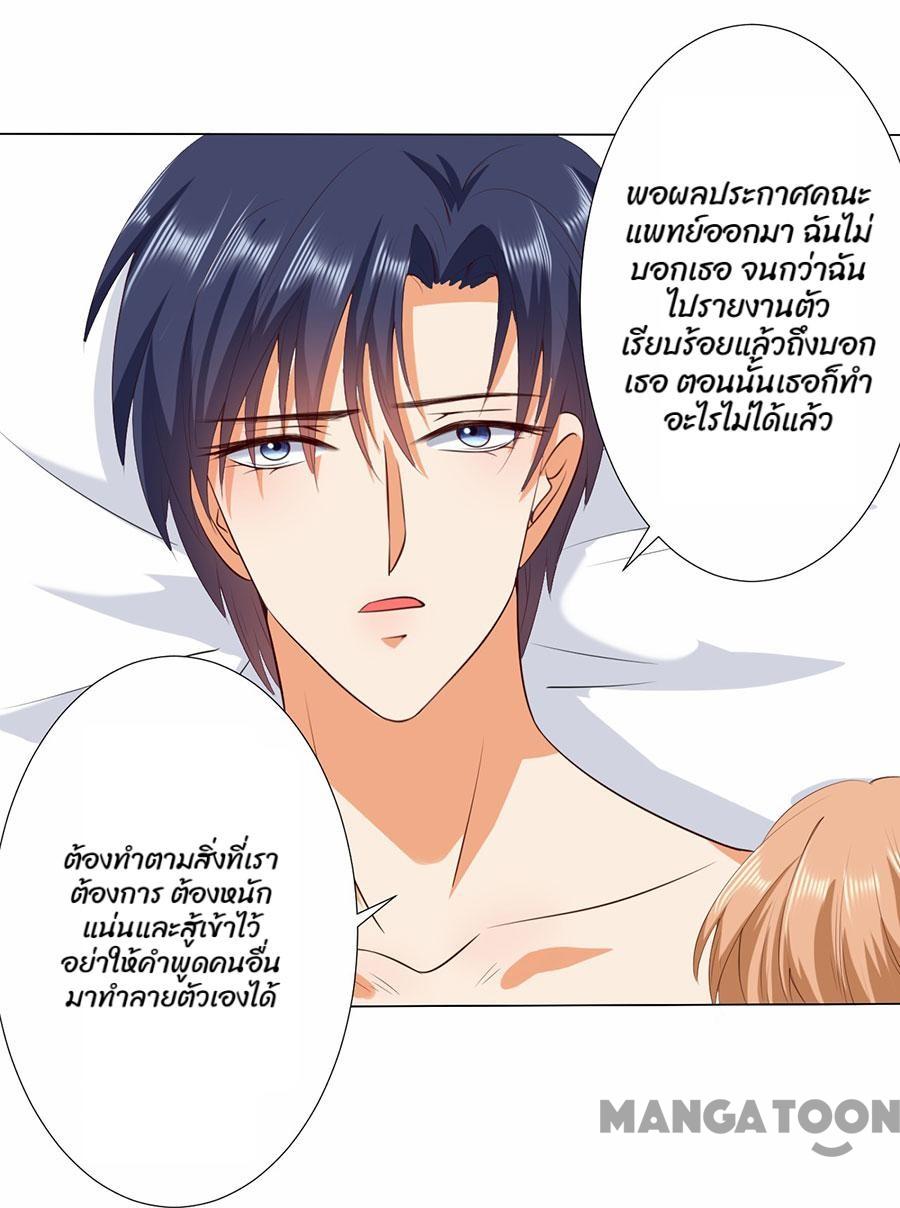 พอผลประกาศคณะ
แพทย์ออกมา ฉันไม่
บอกเธอ จนกว่าฉัน
ไปรายงานตัว
เรียบร้อยแล้วถึงบอก
เธอ ตอนนั้นเธอก็ทำ
อะไรไม่ได้แล้ว
ต้องทำตามสิ่งที่เรา
ต้องการ ต้องหนัก
แน่นและสู้เข้าไว้
อย่าให้คำพูดคนอื่น
มาทำลายตัวเองได้
MANGATOON